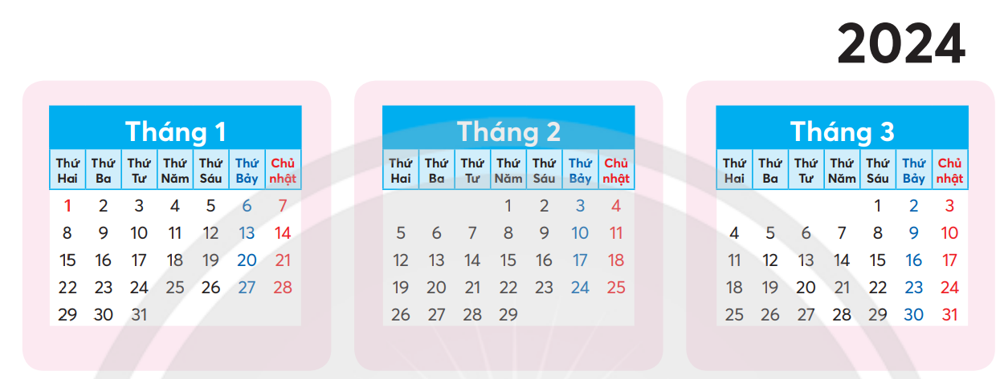 2024
Tháng 1
Thứ Hai Thứ Ba Thứ Tư Thứ Năm Thứ Sáu Thứ Bảy Chủ nhật
1 2 3 4 5 6 7
8 9 10 11 12 13 14
15 16 17 18 19 20 21
22 23 24 25 26 27 28
29 30 31
Tháng 2
Thứ Hai Thứ Ba Thứ Tư Thứ Năm Thứ Sáu Thứ Bảy Chủ nhật
1 2 3 4
5 6 7 8 9 10 11
12 13 14 15 16 17 18
19 20 21 22 23 24 25
26 27 28 29
Tháng 3
Thứ Hai Thứ Ba Thứ Tư Thứ Năm Thứ Sáu Thứ Bảy Chủ nhật
1 2 3
4 5 6 7 8 9 10
11 12 13 14 15 16 17
18 19 20 21 22 23 24
25 26 27 28 29 30 31